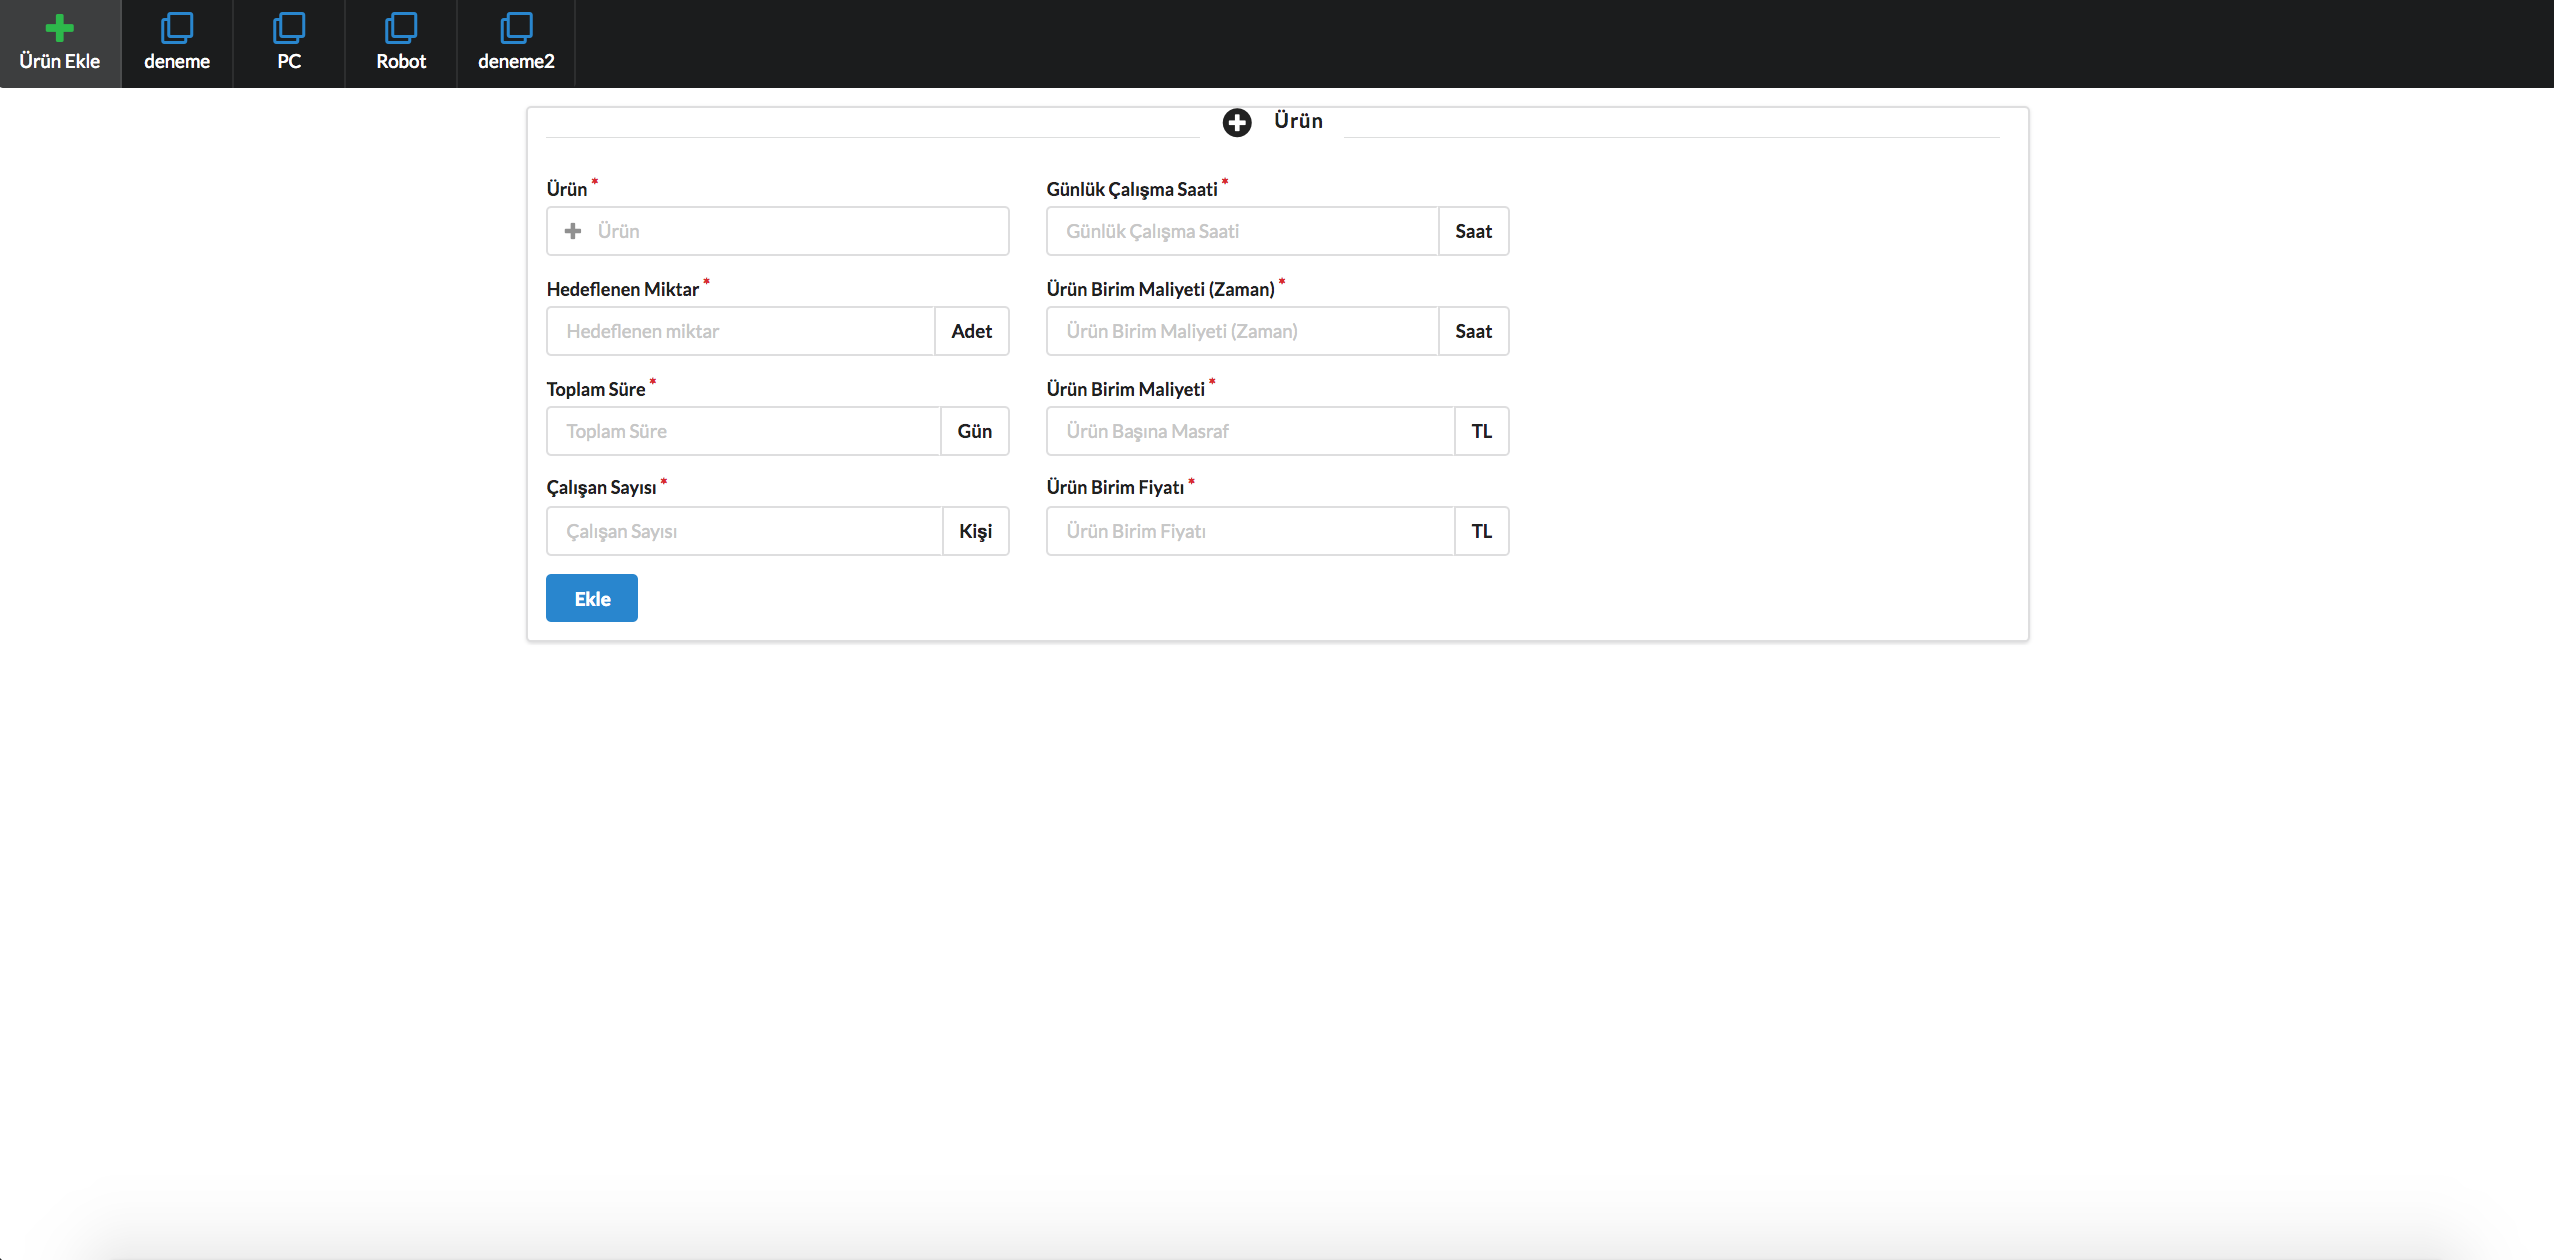 Ürün Ekle deneme PC Robot deneme2
Ürün
Ürün * Günlük Çalışma Saati *
Ürün Günlük Çalışma Saati Saat
Hedeflenen Miktar * Ürün Birim Maliyeti (Zaman) *
Hedeflenen miktar Adet Ürün Birim Maliyeti (Zaman) Saat
Toplam Süre * Ürün Birim Maliyeti *
Toplam Süre Gün Ürün Başına Masraf TL
Çalışan Sayısı * Ürün Birim Fiyatı *
Çalışan Sayısı Kişi Ürün Birim Fiyatı TL
Ekle